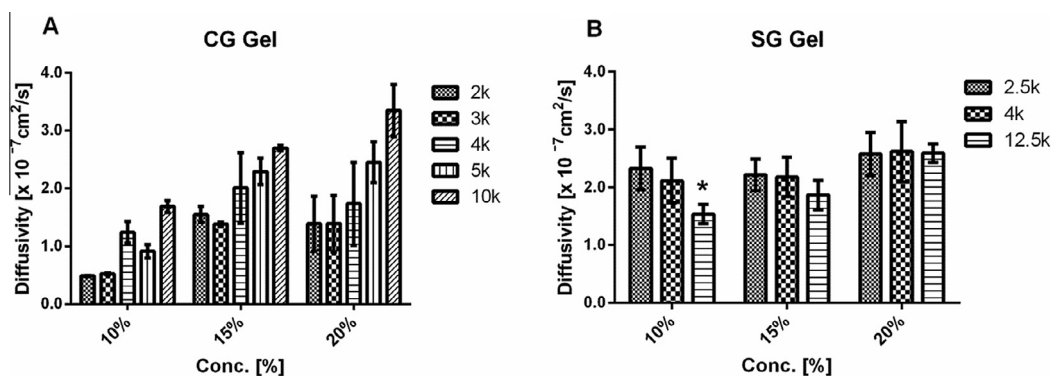 A
CG Gel
Diffusivity [x 10 ⁻⁷cm²/s]
4.0
3.0
2.0
1.0
0.0
10%
15%
20%
Conc. [%]
2k
3k
4k
5k
10k
B
SG Gel
Diffusivity [x 10 ⁻⁷cm²/s]
4.0
3.0
2.0
1.0
0.0
*
10%
15%
20%
Conc. [%]
2.5k
4k
12.5k